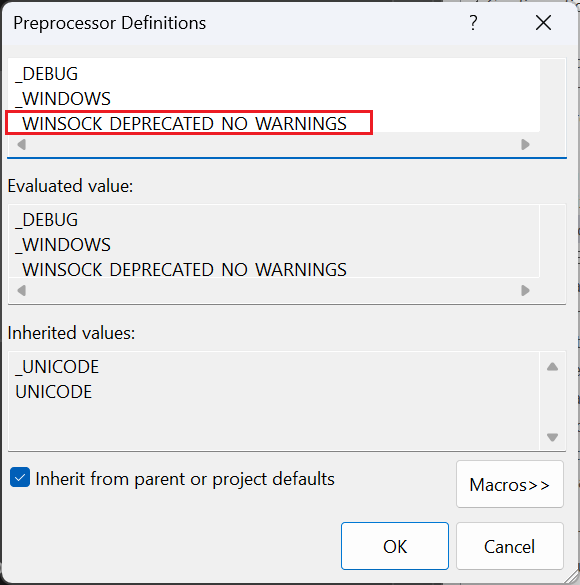 Preprocessor Definitions
?
_DEBUG
_WINDOWS
_WINSOCK_DEPRECATED_NO_WARNINGS
Evaluated value:
_DEBUG
_WINDOWS
_WINSOCK_DEPRECATED_NO_WARNINGS
Inherited values:
_UNICODE
UNICODE
Inherit from parent or project defaults
Macros>>
OK
Cancel